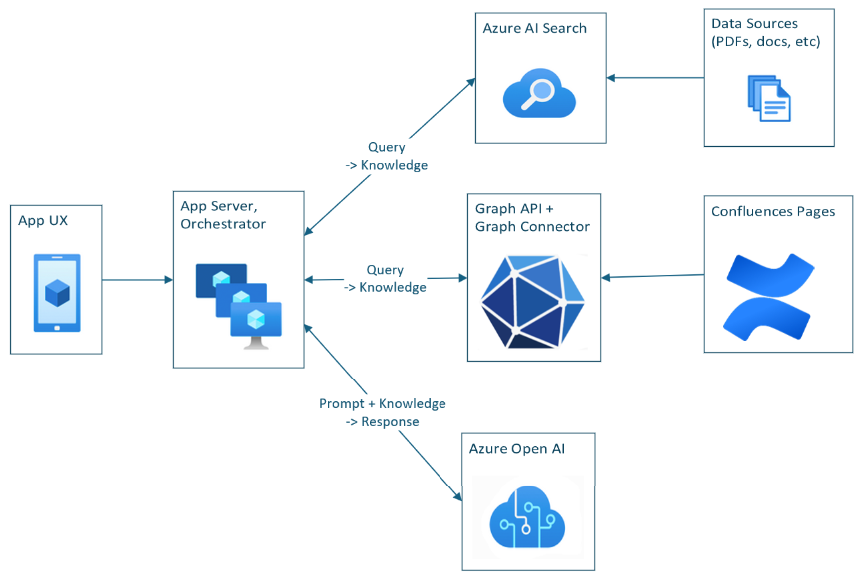 Azure AI Search
Data Sources
(PDFs, docs, etc)
Query
-> Knowledge
App UX
App Server,
Orchestrator
Graph API +
Graph Connector
Confluences Pages
Query
-> Knowledge
Prompt + Knowledge
-> Response
Azure Open AI